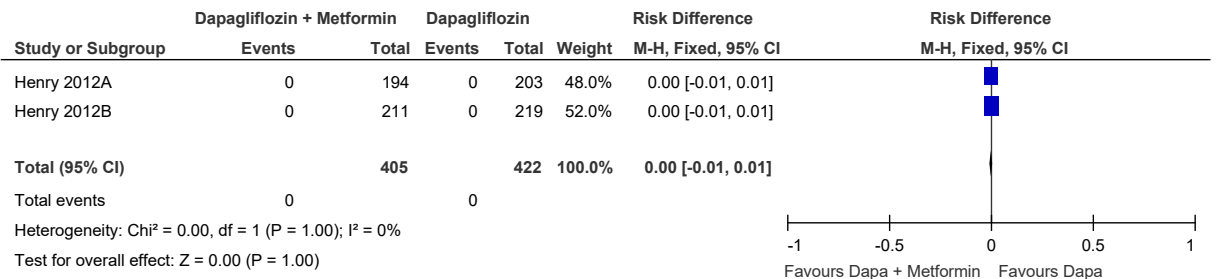 Dapagliflozin + Metformin Dapagliflozin Risk Difference Risk Difference
Study or Subgroup Events Total Events Total Weight M-H, Fixed, 95% CI M-H, Fixed, 95% CI
Henry 2012A 0 194 0 203 48.0% 0.00 [-0.01, 0.01]
Henry 2012B 0 211 0 219 52.0% 0.00 [-0.01, 0.01]
Total (95% CI) 405 422 100.0% 0.00 [-0.01, 0.01]
Total events 0 0
Heterogeneity: Chi² = 0.00, df = 1 (P = 1.00); I² = 0%
Test for overall effect: Z = 0.00 (P = 1.00)
-1 -0.5 0 0.5 1
Favours Dapa + Metformin Favours Dapa